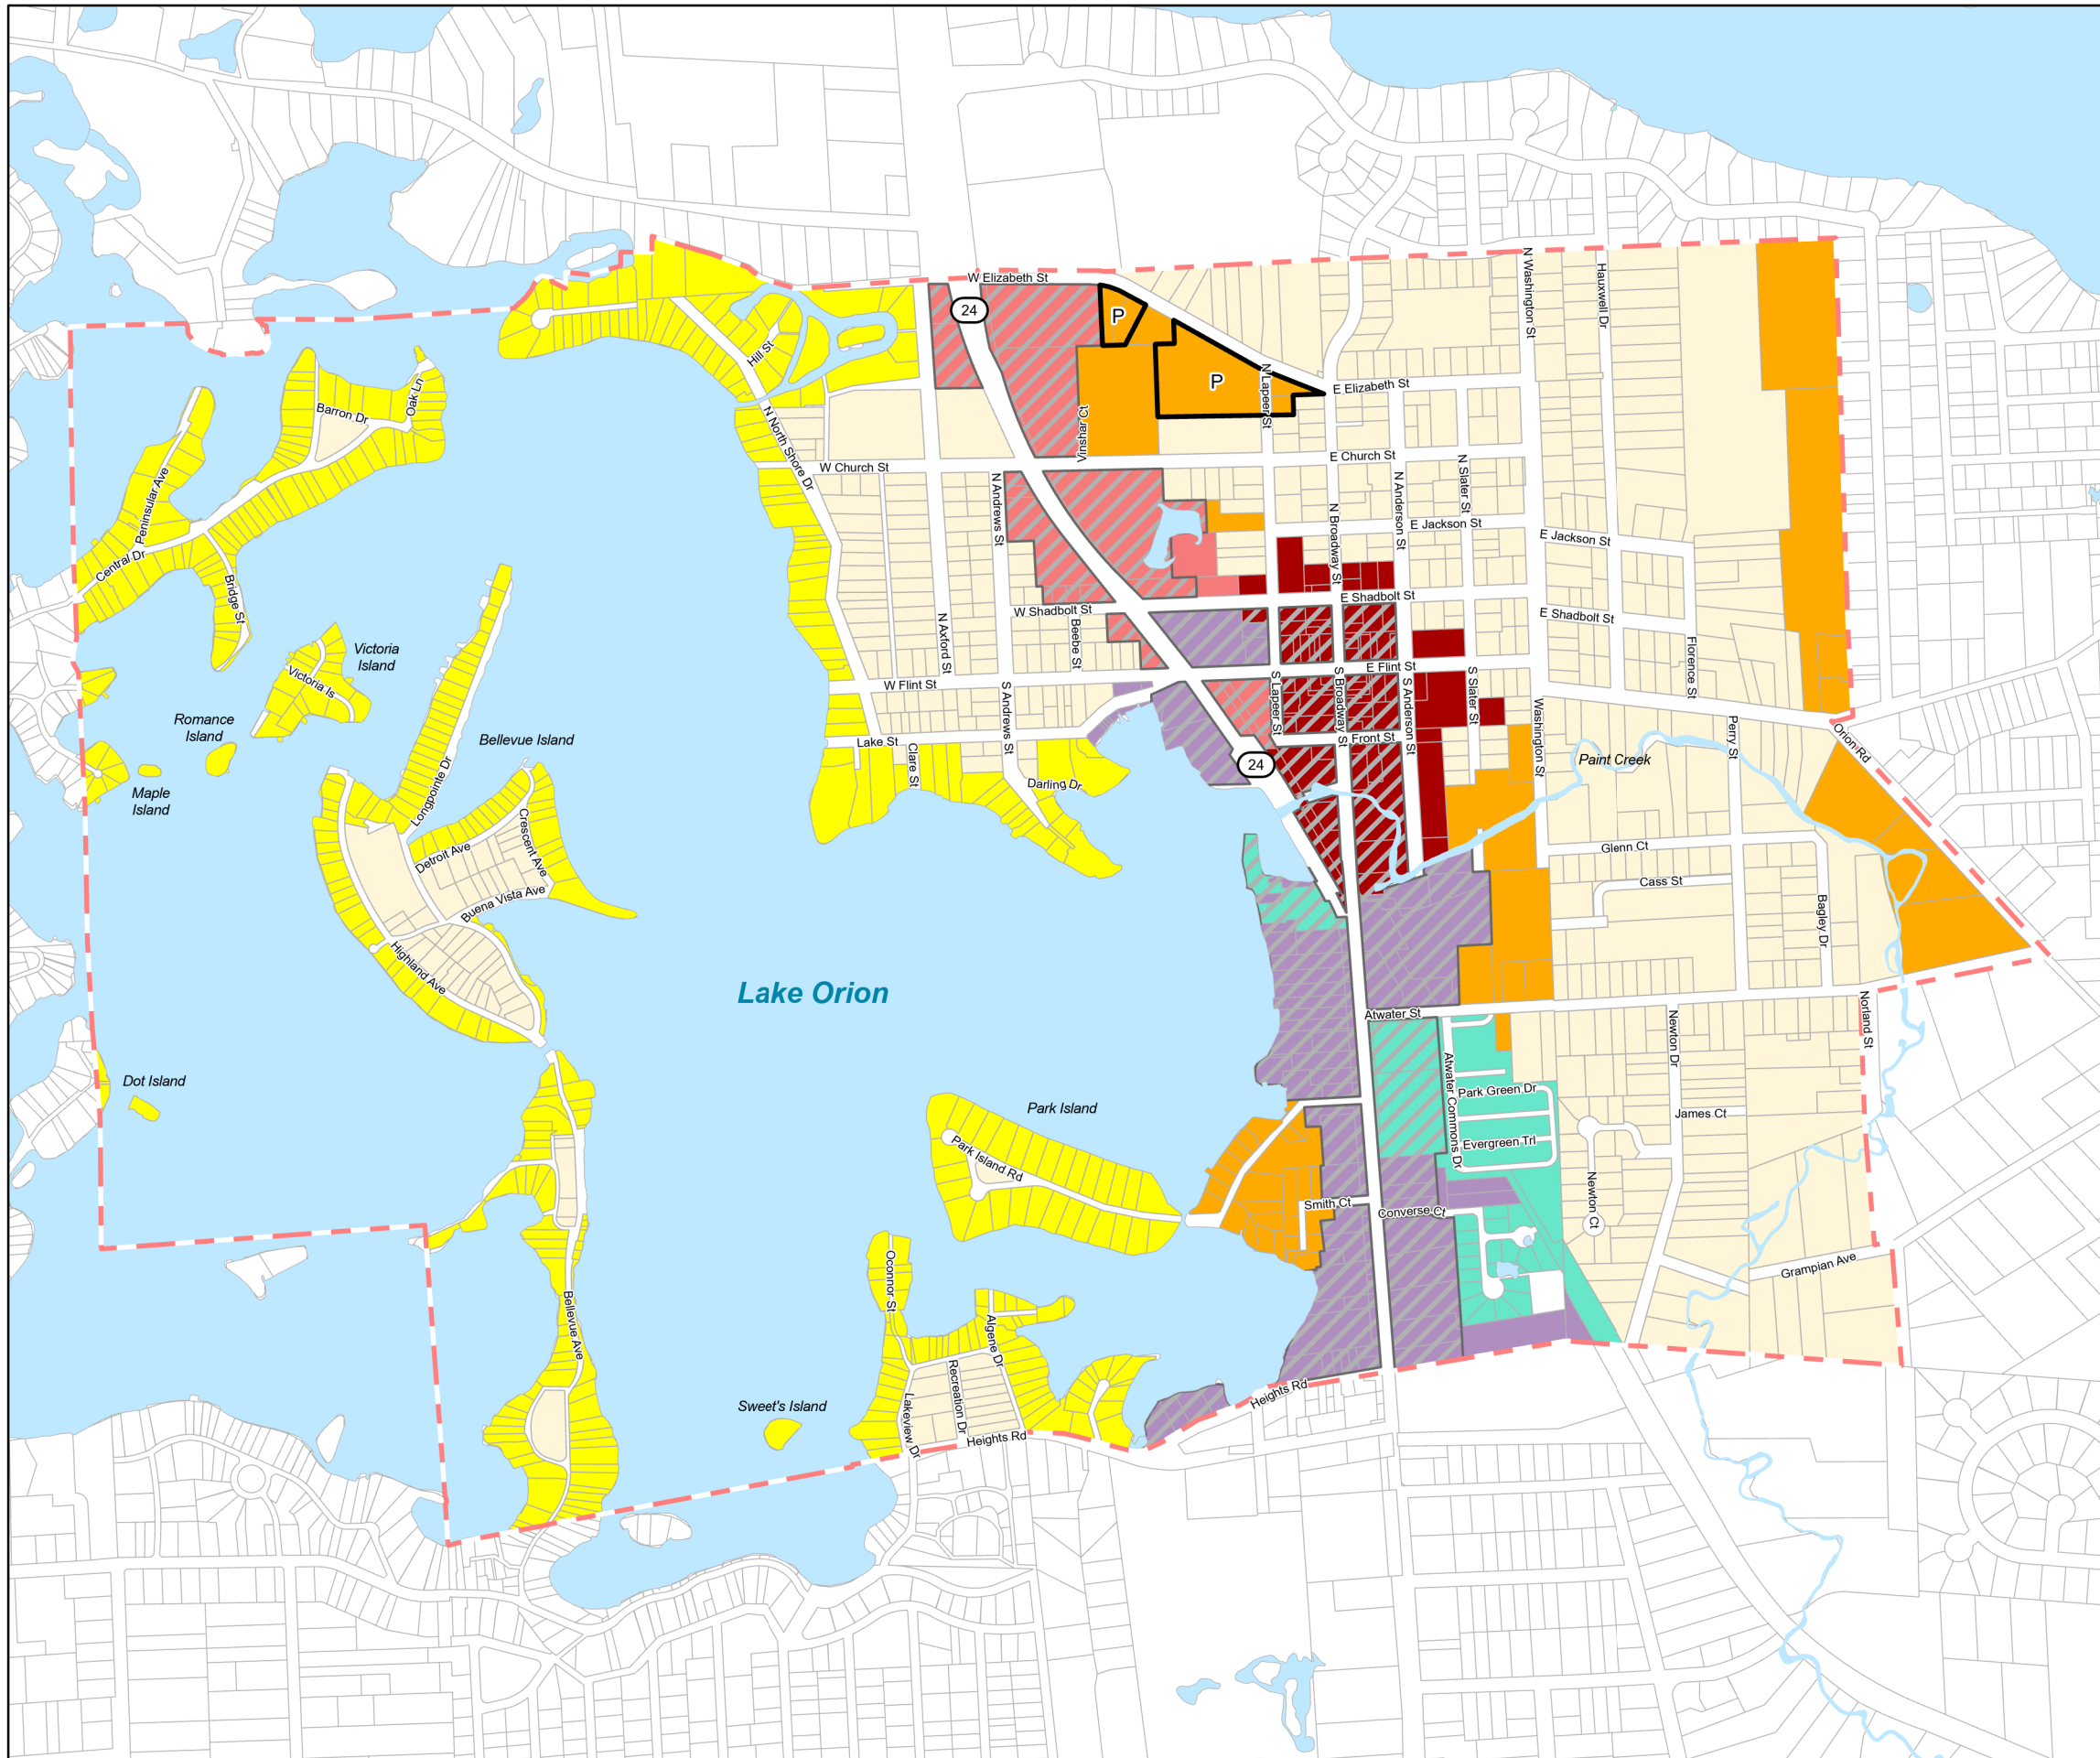 W Elizabeth St
24
P
P
N Washington St
Hauxwell Dr
Hill St
Oak Ln
Barron Dr
N Lapeer St
E Elizabeth St
N North Shore Dr
Vinsharr Ct
Peninsular Ave
W Church St
E Church St
N Slater St
N Andrews St
N Anderson St
N Broadway St
E Jackson St
E Jackson St
Central Dr
Bridge St
E Shadbolt St
W Shadbolt St
E Shadbolt St
N Axford St
Beebe St
Victoria
Island
Florence St
E Flint St
Victoria Is
W Flint St
S Lapeer St
S Broadway St
S Anderson St
S Slater St
S Andrews St
Romance
Island
Washington St
Perry St
Orion Rd
Bellevue Island
Lake St
Front St
Clare St
Paint Creek
24
Longpointe Dr
Darling Dr
Maple
Island
Crescent Ave
Detroit Ave
Glenn Ct
Cass St
Buena Vista Ave
Bagley Dr
Highland Ave
Lake Orion
Atwater St
Norland St
Newton Dr
Dot Island
Park Island
Atwater Commons Dr
Park Green Dr
James Ct
Evergreen Trl
Park Island Rd
Newton Ct
Smith Ct
Converse Ct
Oconnor St
Grampian Ave
Bellevue Ave
Algene Dr
Recreation Dr
Lakeview Dr
Sweet's Island
Heights Rd
Heights Rd